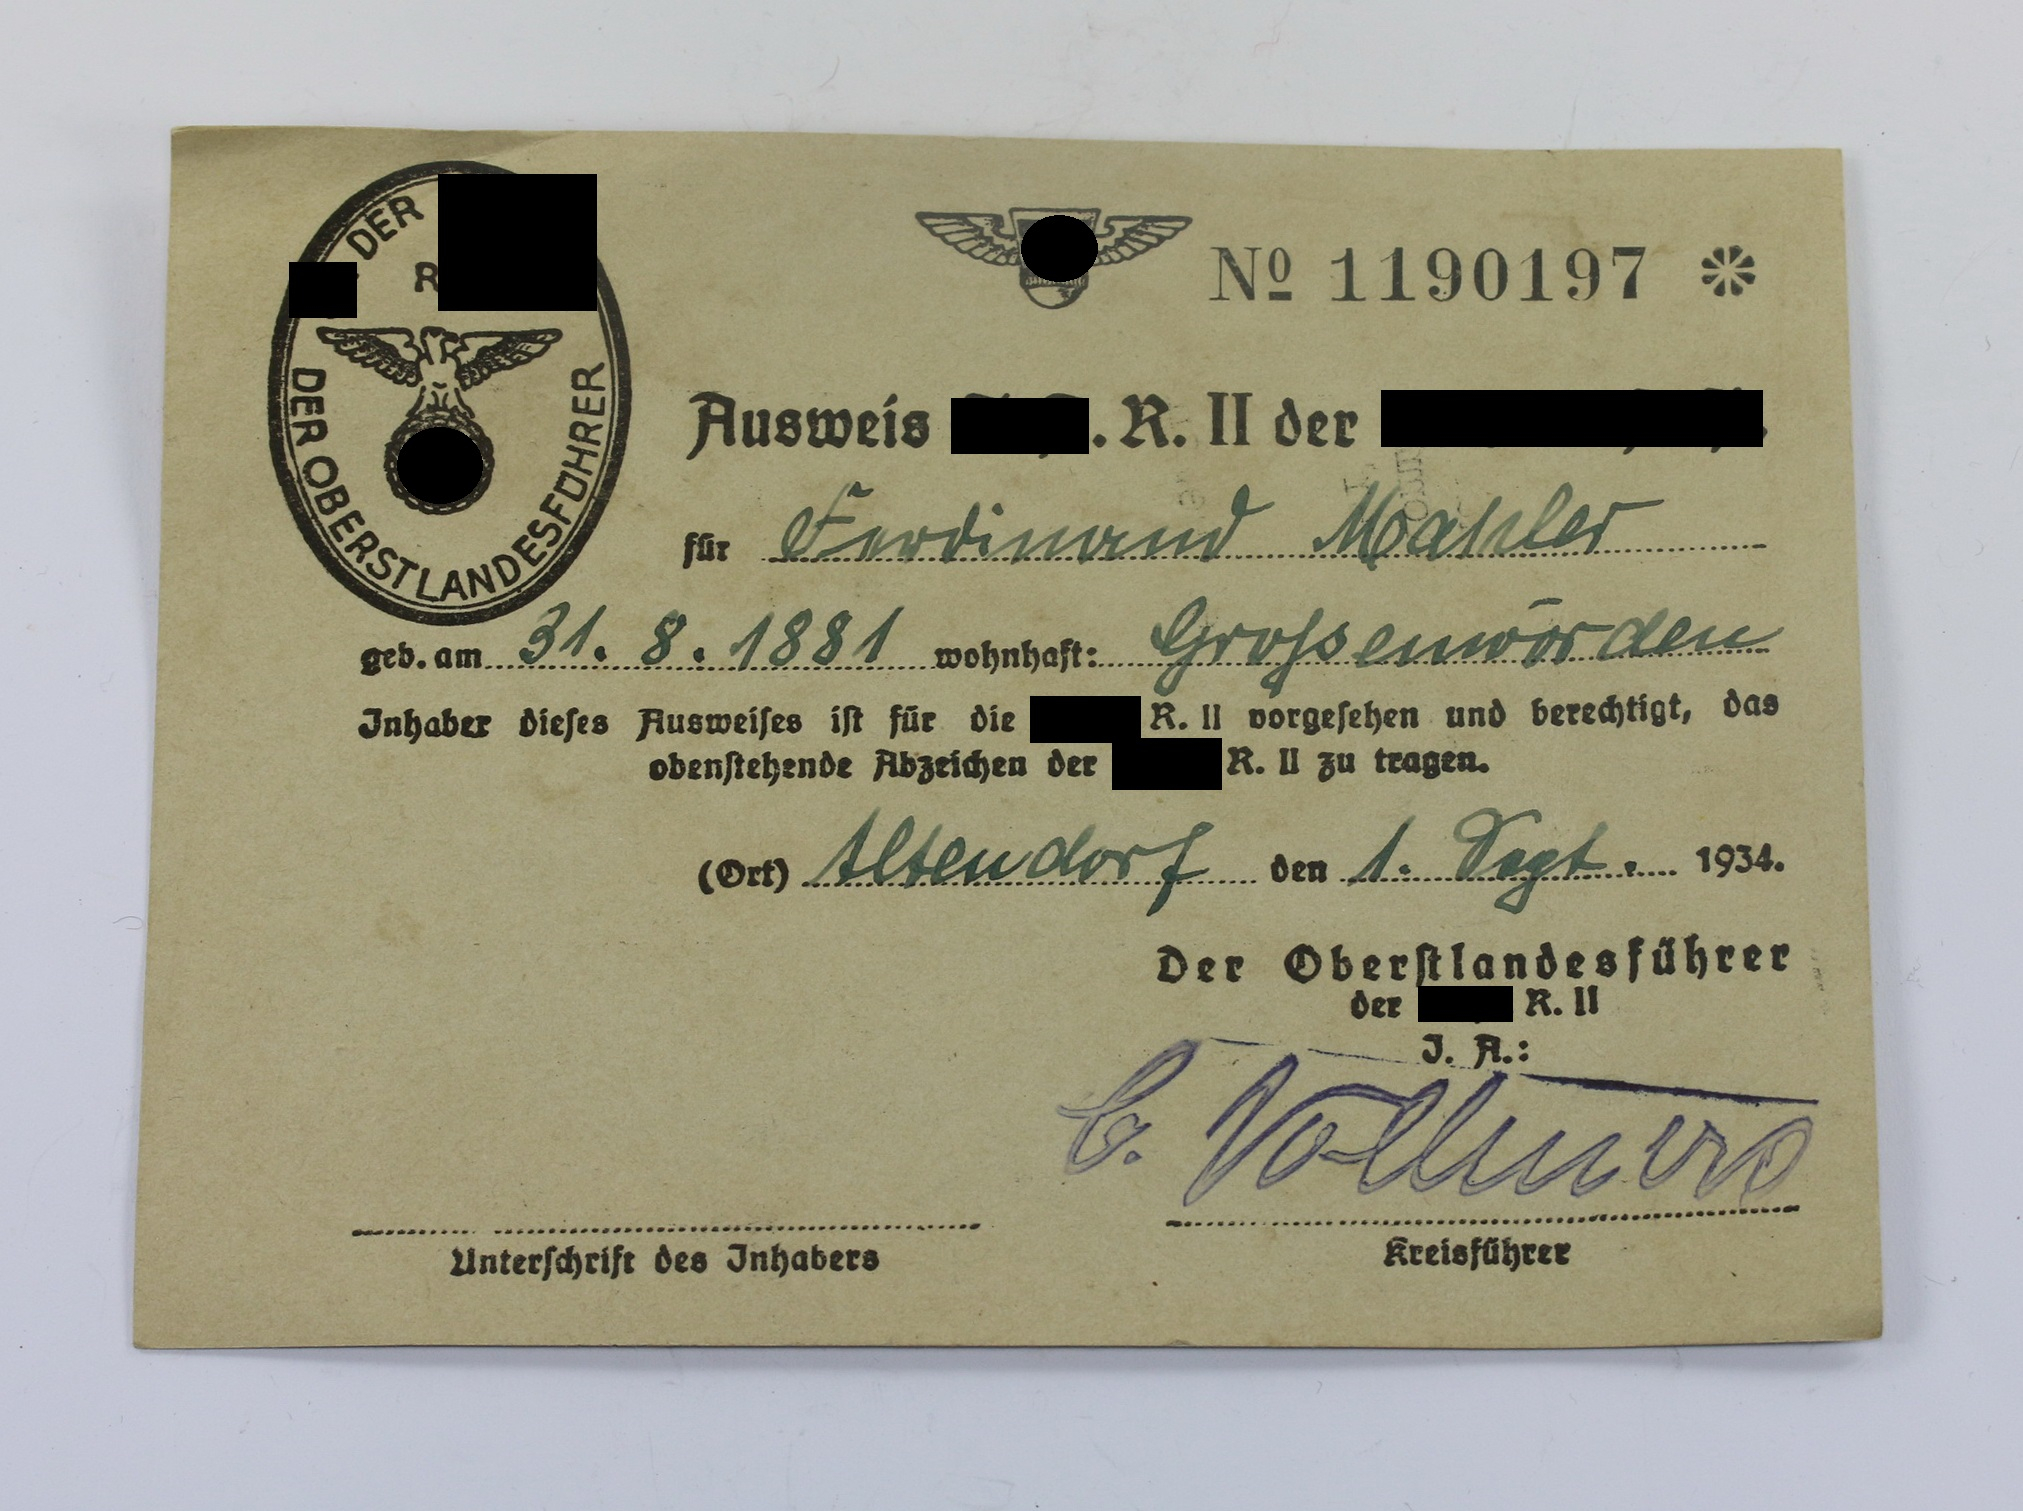 DER
R
DER OBERSTLANDESFÜHRER
No 1190197
Ausweis . R. II der
für Ferdinand Mahler
geb. am 31. 8. 1881 wohnhaft: Grossenwörden
Inhaber dieses Ausweises ist für die R. II vorgesehen und berechtigt, das
obenstehende Abzeichen der R. II zu tragen.
(Ort) Altendorf den 1. Sept. 1934.
Der Oberstlandesführer
der R. II
J. A.:
Unterschrift des Inhabers
Kreisführer